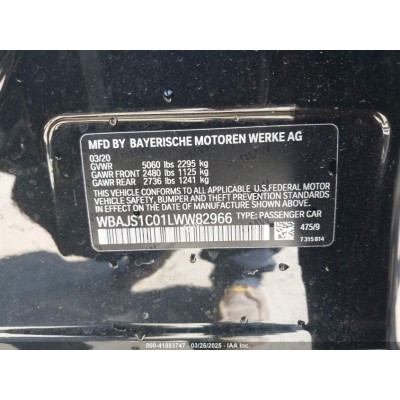 MFD BY BAYERISCHE MOTOREN WERKE AG
03/20
GVWR 5060 lbs 2295 kg
GAWR FRONT 2480 lbs 1125 kg
GAWR REAR 2736 lbs 1241 kg
THIS VEHICLE CONFORMS TO ALL APPLICABLE U.S.FEDERAL MOTOR
VEHICLE SAFETY, BUMPER AND THEFT PREVENTION STANDARDS
IN EFFECT ON THE DATE OF MANUFACTURE SHOWN ABOVE.
WBAJS1C01LWW82966 TYPE: PASSENGER CAR
475/9
7 315 814
000-41883747 - 03/26/2025 - IAA Inc.